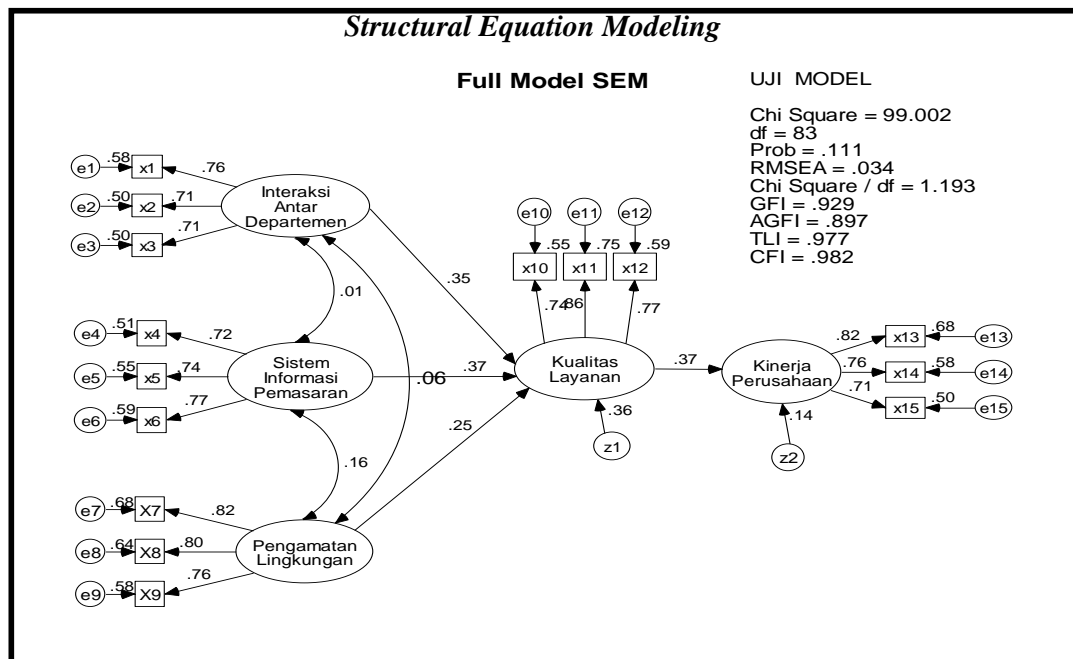 Structural Equation Modeling
Full Model SEM
UJI MODEL
Chi Square = 99.002
df = 83
Prob = .111
RMSEA = .034
Chi Square / df = 1.193
GFI = .929
AGFI = .897
TLI = .977
CFI = .982
e1 .58 x1 .76
e2 .50 x2 .71
e3 .50 x3 .71
Interaksi
Antar
Departemen
e4 .51 x4 .72
e5 .55 x5 .74
e6 .59 x6 .77
Sistem
Informasi
Pemasaran
e7 .68 X7 .82
e8 .64 X8 .80
e9 .58 X9 .76
Pengamatan
Lingkungan
.01
.16
.06
.35
.37
.25
e10 e11 e12
.55 .75 .59
x10 x11 x12
.74 .86 .77
Kualitas
Layanan
.36
z1
.37
Kinerja
Perusahaan
.14
z2
.82 x13 .68 e13
.76 x14 .58 e14
.71 x15 .50 e15